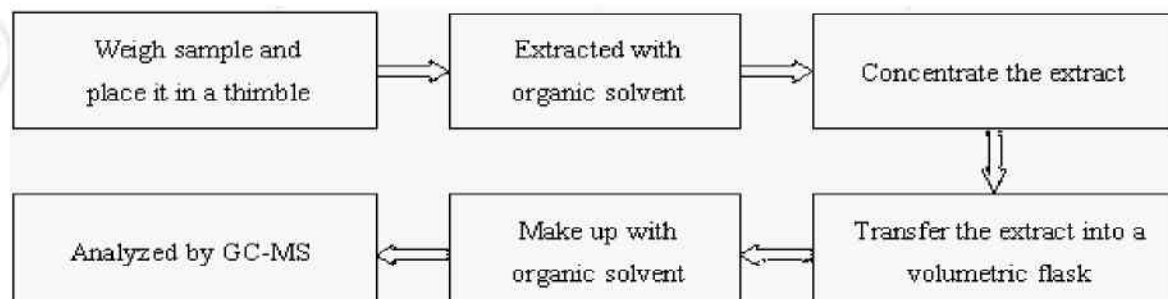 Weigh sample and
place it in a thimble
Extracted with
organic solvent
Concentrate the extract
Transfer the extract into a
volumetric flask
Make up with
organic solvent
Analyzed by GC-MS